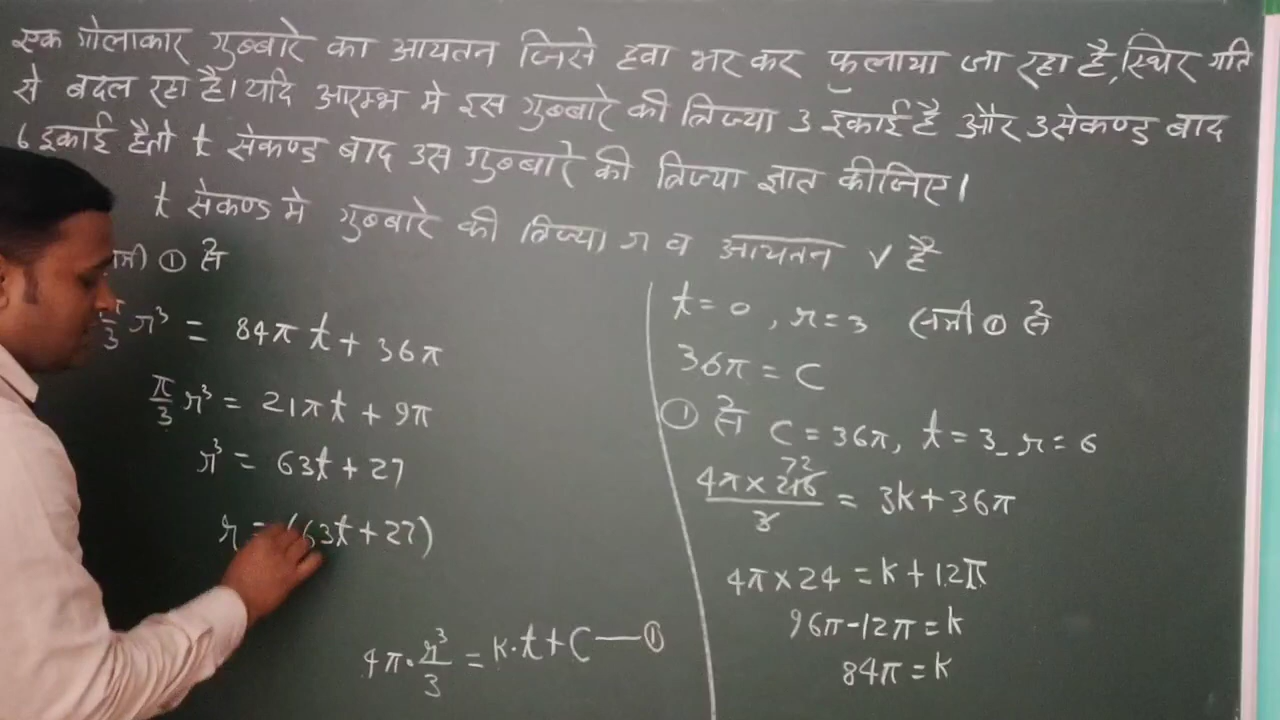 एक गोलाकार गुब्बारे का आयतन जिसे हवा भर कर फुलाया जा रहा है, स्थिर गति
से बदल रहा है। यदि आरम्भ मे इस गुब्बारे की त्रिज्या 3 इकाई है और 3 सेकण्ड बाद
6 इकाई है तो t सेकण्ड बाद उस गुब्बारे की त्रिज्या ज्ञात कीजिए।
t सेकण्ड मे गुब्बारे की त्रिज्या r व आयतन V है
① से
π/3 r³ = 84πt + 36π
π/3 r³ = 21πt + 9π
r³ = 63t + 27
r = (63t + 27)
4π · r³/3 = k·t + C — ①
t = 0, r = 3 (समी ① से
36π = C
① से C = 36π, t = 3, r = 6
4π × 216/3 = 3k + 36π
72
4π × 24 = k + 12π
96π - 12π = k
84π = k